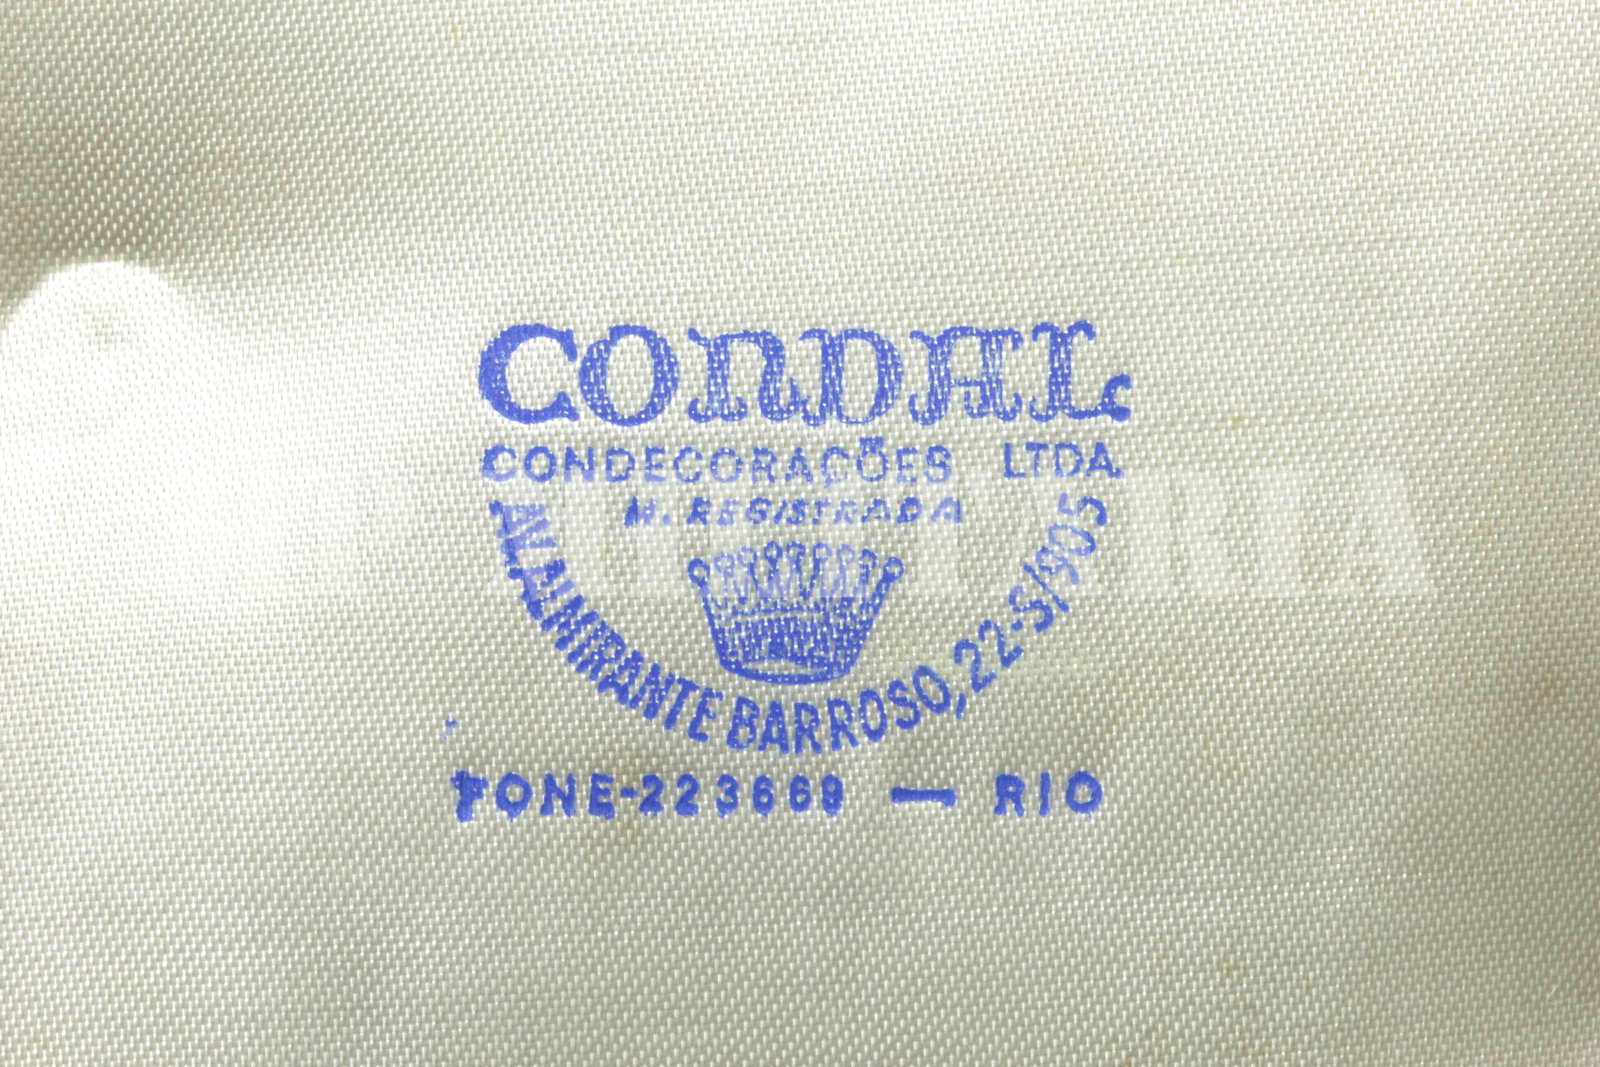 CONDAL
CONDECORAÇÕES LTDA.
M. REGISTRADA
AV. ALMIRANTE BARROSO, 22-S/905
FONE-223669 — RIO